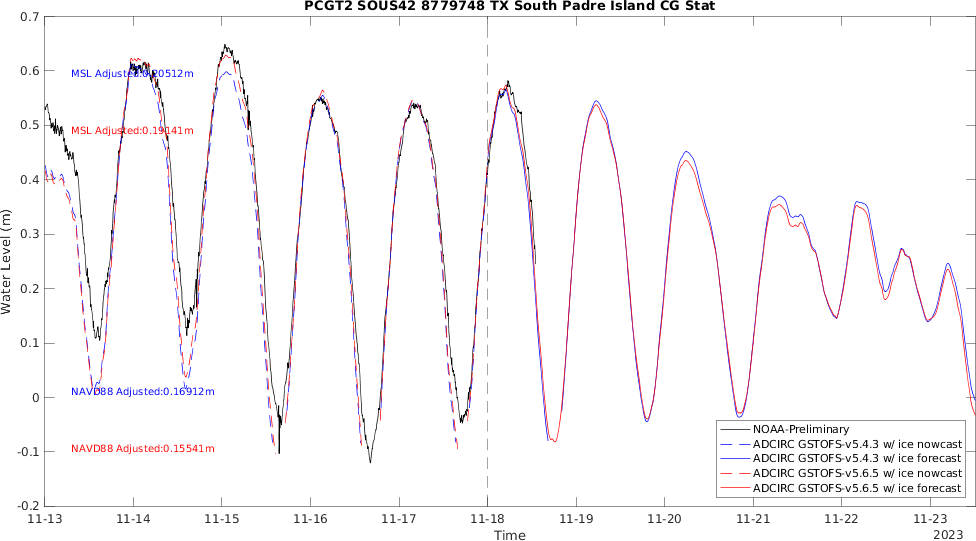 PCGT2 SOUS42 8779748 TX South Padre Island CG Stat
0.7
0.6
0.5
0.4
0.3
0.2
0.1
0
-0.1
-0.2
Water Level (m)
MSL Adjusted:0.20512m
MSL Adjusted:0.19141m
NAVD88 Adjusted:0.16912m
NAVD88 Adjusted:0.15541m
NOAA-Preliminary
ADCIRC GSTOFS-v5.4.3 w/ ice nowcast
ADCIRC GSTOFS-v5.4.3 w/ ice forecast
ADCIRC GSTOFS-v5.6.5 w/ ice nowcast
ADCIRC GSTOFS-v5.6.5 w/ ice forecast
11-13 11-14 11-15 11-16 11-17 11-18 11-19 11-20 11-21 11-22 11-23
Time
2023